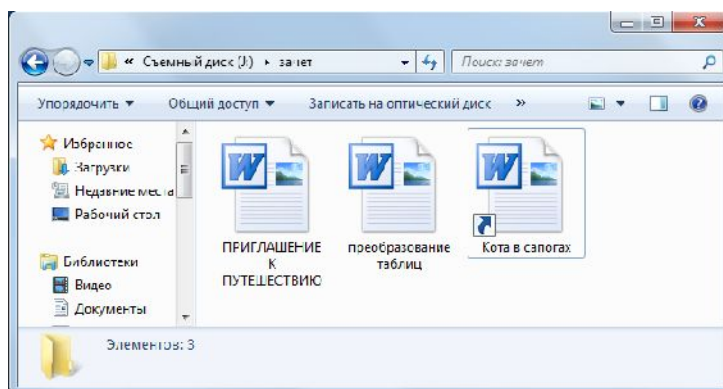 « Съемный диск (J:) ▸ зачет
Поиск: зачет
Упорядочить
Общий доступ
Записать на оптический диск
»
Избранное
Загрузки
Недавние места
Рабочий стол
Библиотеки
Видео
Документы
ПРИГЛАШЕНИЕ
К
ПУТЕШЕСТВИЮ
преобразование
таблиц
Кота в сапогах
Элементов: 3